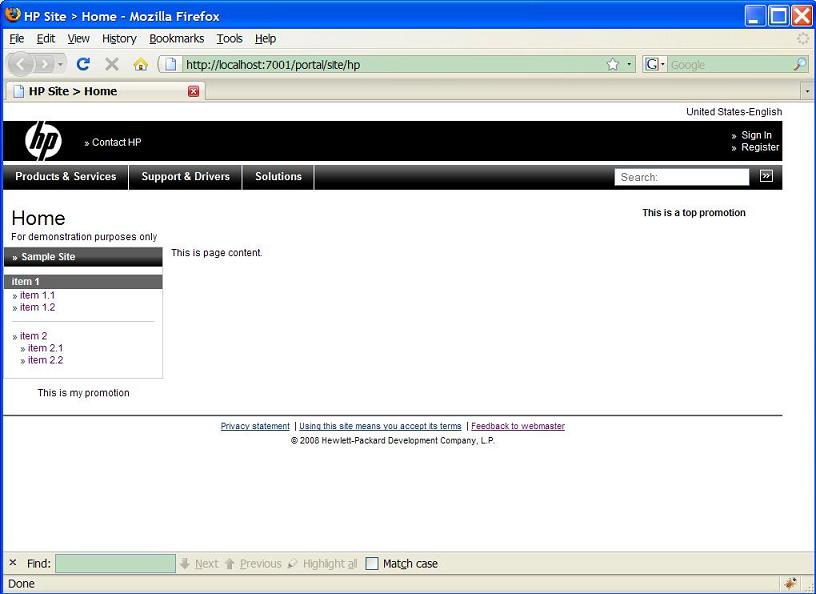 HP Site > Home - Mozilla Firefox
File Edit View History Bookmarks Tools Help
http://localhost:7001/portal/site/hp
G Google
HP Site > Home
United States-English
hp
» Contact HP
» Sign In
» Register
Products & Services Support & Drivers Solutions Search: »
Home
This is a top promotion
For demonstration purposes only
» Sample Site
This is page content.
item 1
» item 1.1
» item 1.2
» item 2
» item 2.1
» item 2.2
This is my promotion
Privacy statement | Using this site means you accept its terms | Feedback to webmaster
© 2008 Hewlett-Packard Development Company, L.P.
× Find: Next Previous Highlight all Match case
Done